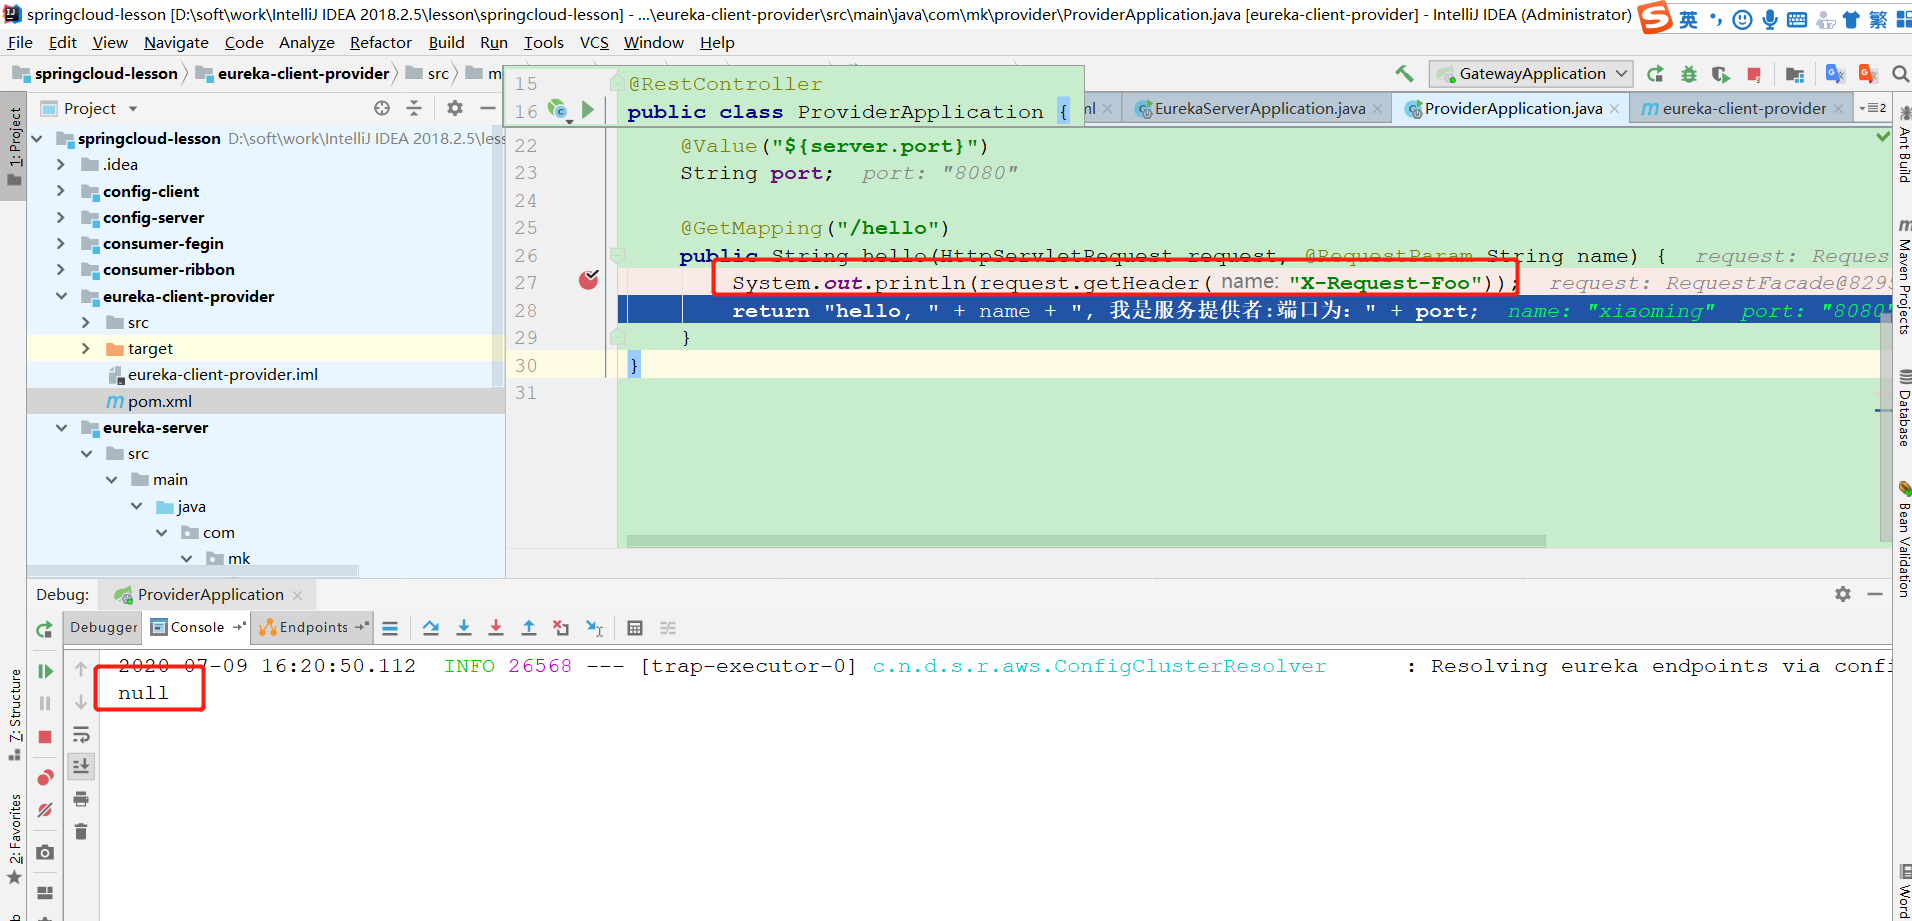 springcloud-lesson [D:\soft\work\IntelliJ IDEA 2018.2.5\lesson\springcloud-lesson] - ...\eureka-client-provider\src\main\java\com\mk\provider\ProviderApplication.java [eureka-client-provider] - IntelliJ IDEA (Administrator)
英
繁
File Edit View Navigate Code Analyze Refactor Build Run Tools VCS Window Help
springcloud-lesson eureka-client-provider src m
GatewayApplication
Project
ml EurekaServerApplication.java ProviderApplication.java eureka-client-provider 2
springcloud-lesson D:\soft\work\IntelliJ IDEA 2018.2.5\less
.idea
config-client
config-server
consumer-fegin
consumer-ribbon
eureka-client-provider
src
target
eureka-client-provider.iml
pom.xml
eureka-server
src
main
java
com
mk
15 @RestController
16 public class ProviderApplication {
22 @Value("${server.port}")
23 String port; port: "8080"
24
25 @GetMapping("/hello")
26 public String hello(HttpServletRequest request, @RequestParam String name) { request: Reques
27 System.out.println(request.getHeader( name: "X-Request-Foo")); request: RequestFacade@8295
28 return "hello, " + name + ", 我是服务提供者:端口为: " + port; name: "xiaoming" port: "8080"
29 }
30 }
31
1: Project
7: Structure
2: Favorites
Ant Build
Maven Projects
Database
Bean Validation
Word
Debug: ProviderApplication
Debugger Console Endpoints
2020-07-09 16:20:50.112 INFO 26568 --- [trap-executor-0] c.n.d.s.r.aws.ConfigClusterResolver : Resolving eureka endpoints via confi
null